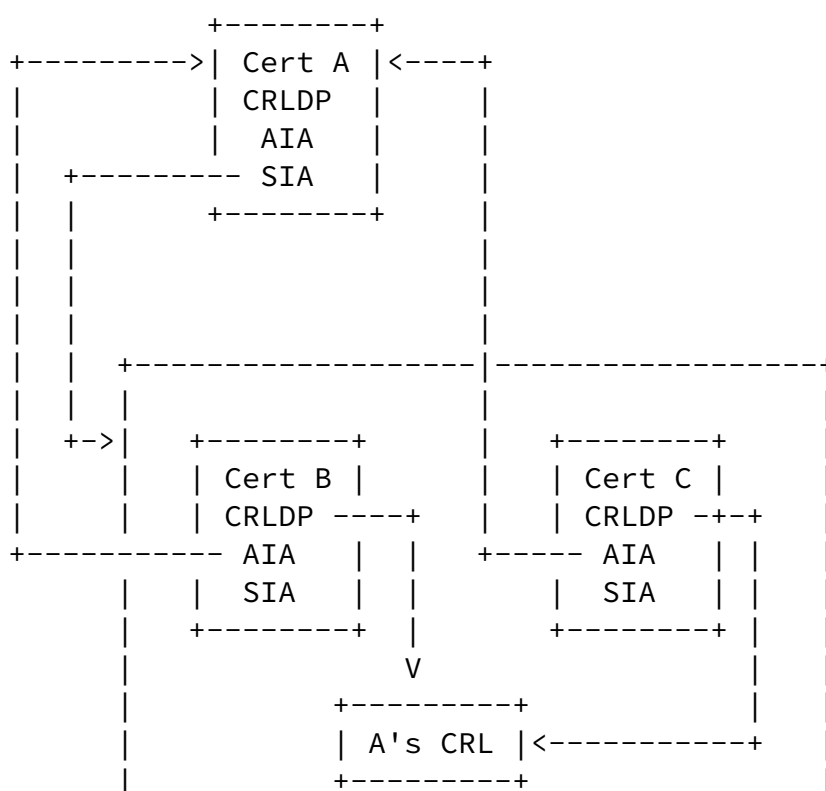 Cert A
CRLDP
AIA
SIA
Cert B Cert C
CRLDP CRLDP
AIA AIA
SIA SIA
V
A's CRL